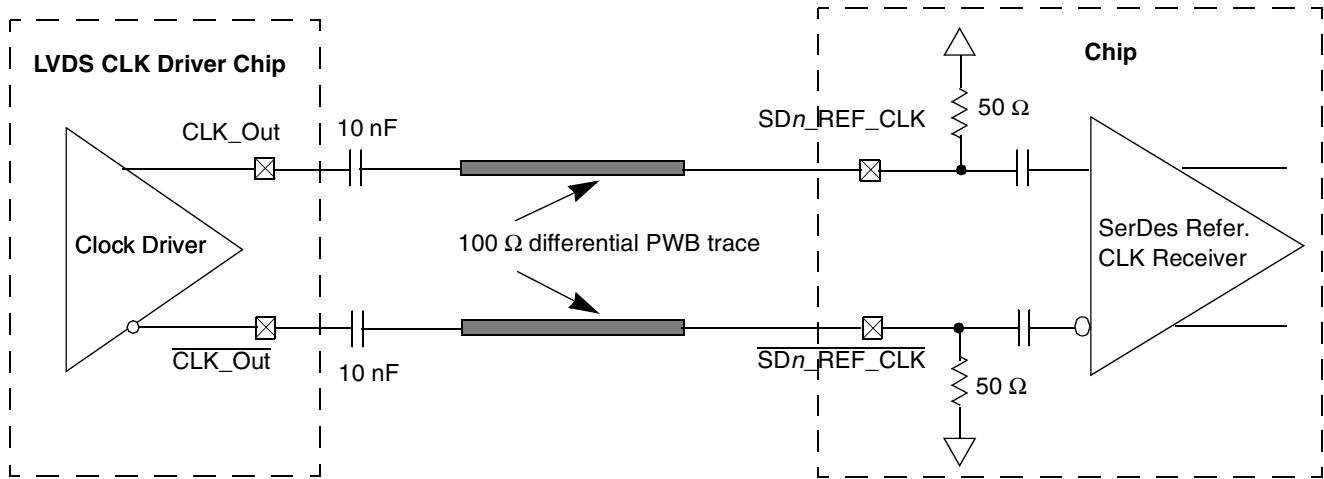 LVDS CLK Driver Chip
Chip
CLK_Out
10 nF
SDn_REF_CLK
50 Ω
Clock Driver
100 Ω differential PWB trace
SerDes Refer.
CLK Receiver
CLK_Out
10 nF
SDn_REF_CLK
50 Ω